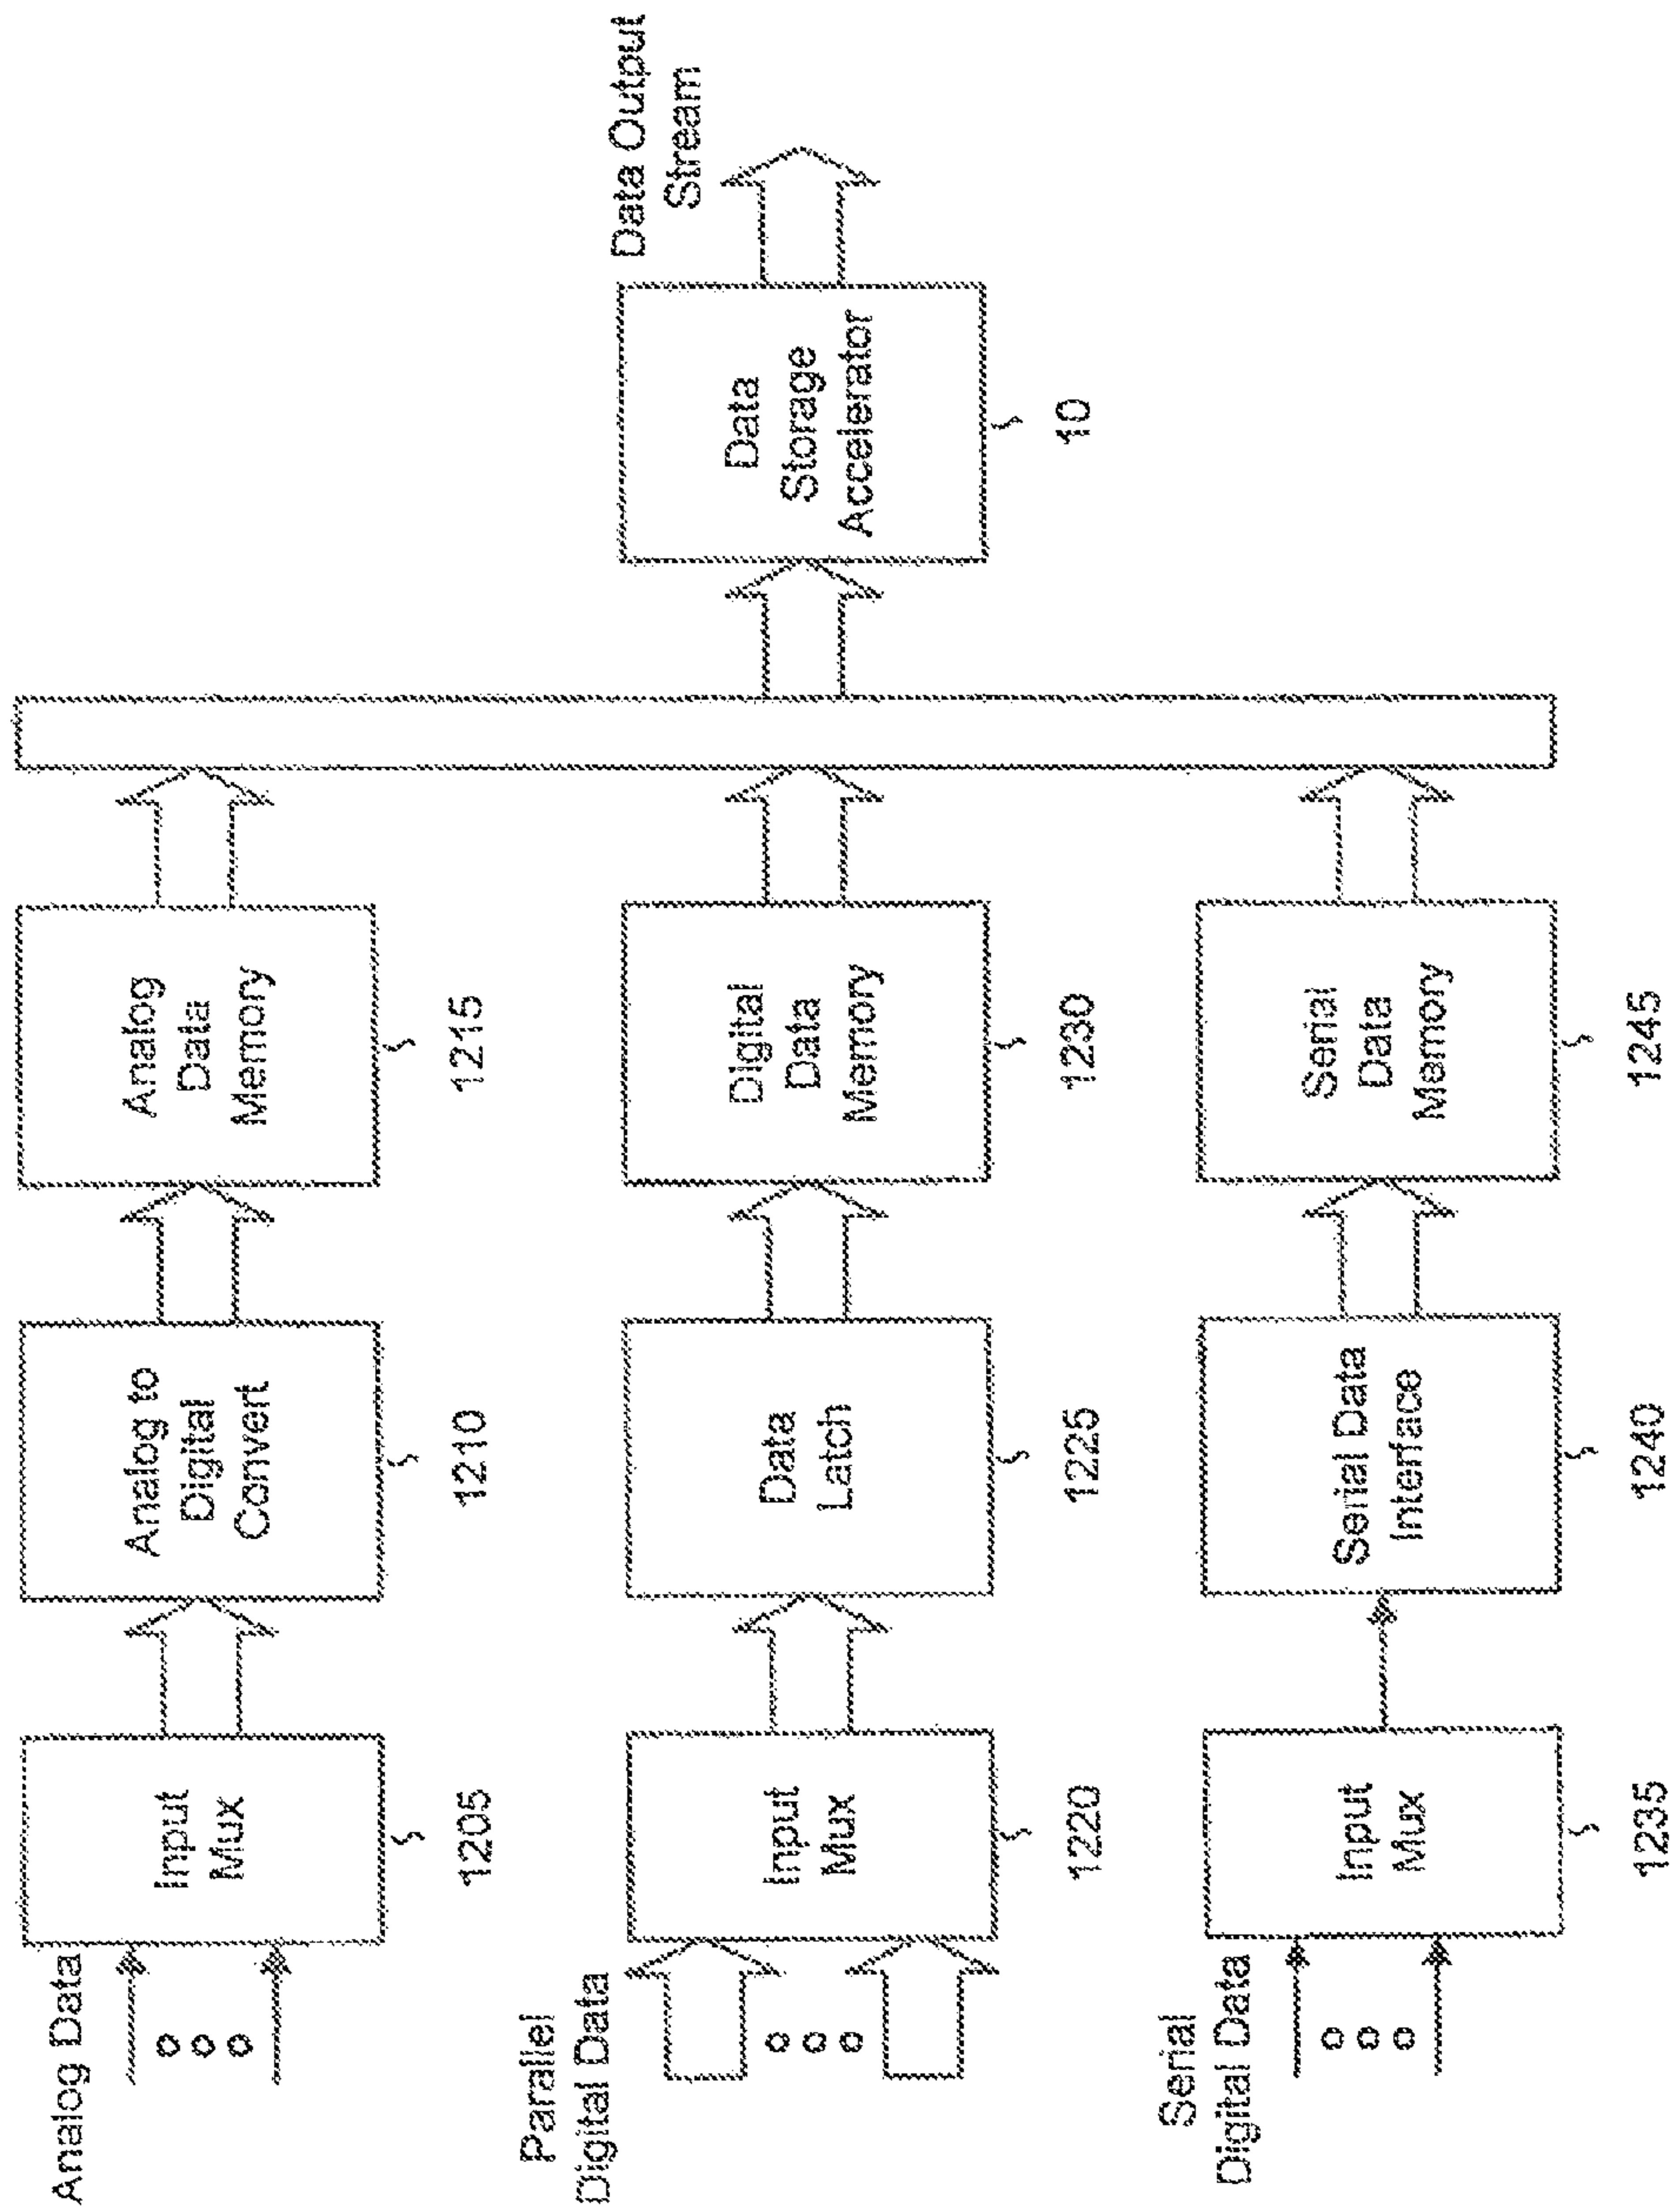 Analog Data
Input
Mux
1205
Analog to
Digital
Convert
1210
Analog
Data
Memory
1215
Parallel
Digital Data
Input
Mux
1220
Data
Latch
1225
Digital
Data
Memory
1230
Data
Storage
Accelerator
10
Data Output
Stream
Serial
Digital Data
Input
Mux
1235
Serial Data
Interface
1240
Serial
Data
Memory
1245